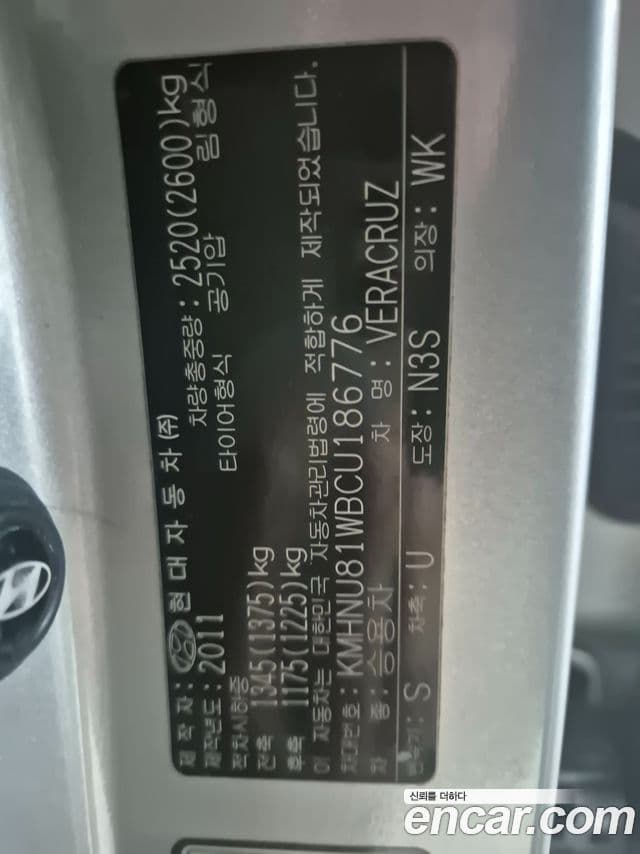 제 작 자 : 현대자동차(주)
제작년도 : 2011 차량총중량 : 2520(2600)kg
적차시하중 타이어형식 공기압 림형식
전축 1345(1375)kg
후축 1175(1225)kg
이 자동차는 대한민국 자동차관리법령에 적합하게 제작되었습니다.
차대번호 : KMHNU81WBCU186776
차 종 : 승용차 차 명 : VERACRUZ
변속기 : S 차축 : U 도장 : N3S 의장 : WK
신뢰를 더하다
encar.com